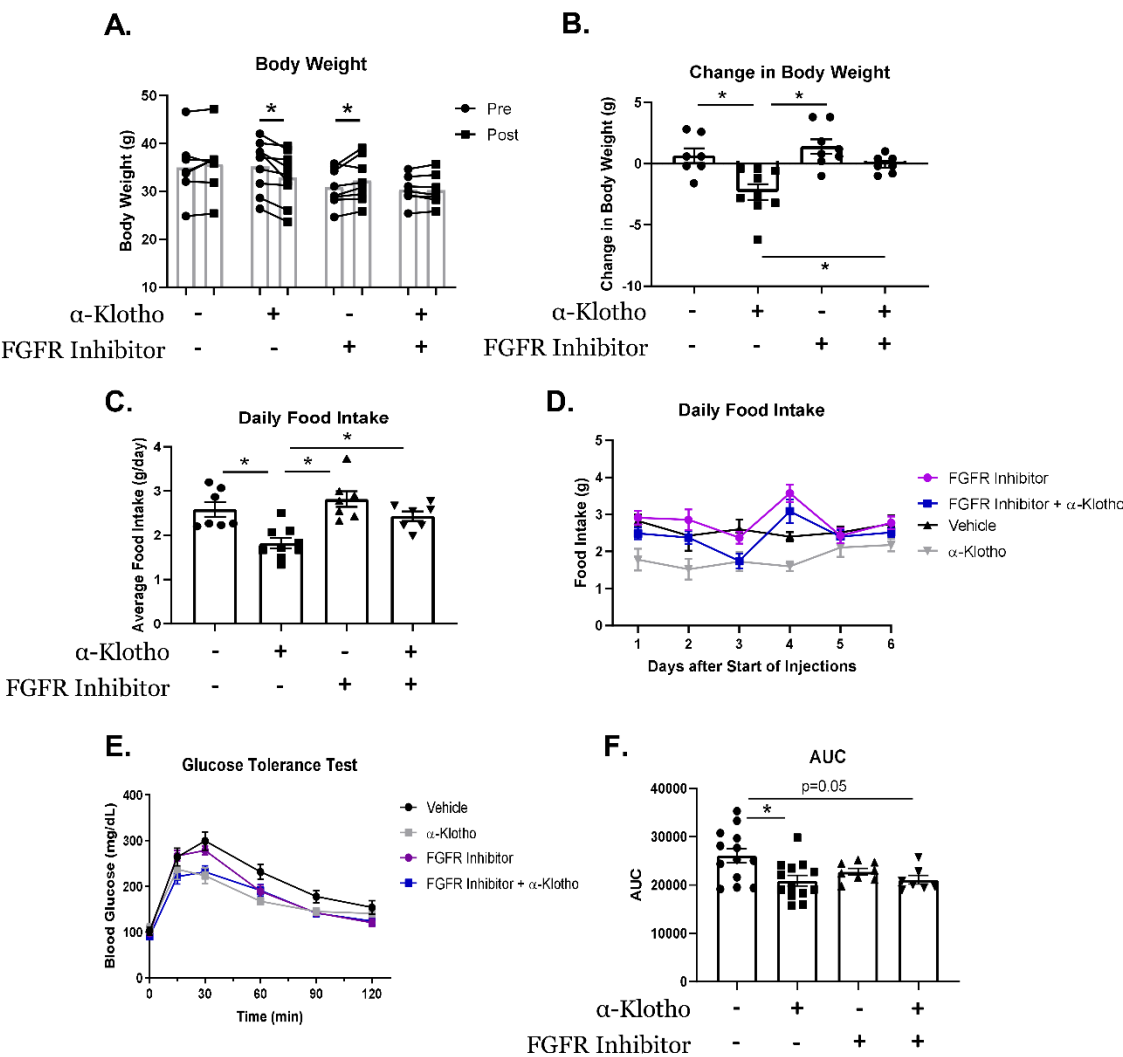 A.
Body Weight
Body Weight (g)
50
40
30
20
10
* *
Pre
Post
α-Klotho - + - +
FGFR Inhibitor - - + +
B.
Change in Body Weight
Change in Body Weight (g)
5
0
-5
-10
* *
*
α-Klotho - + - +
FGFR Inhibitor - - + +
C.
Daily Food Intake
Average Food Intake (g/day)
4
3
2
1
0
*
* *
α-Klotho - + - +
FGFR Inhibitor - - + +
D.
Daily Food Intake
Food Intake (g)
5
4
3
2
1
0
1 2 3 4 5 6
Days after Start of Injections
FGFR Inhibitor
FGFR Inhibitor + α-Klotho
Vehicle
α-Klotho
E.
Glucose Tolerance Test
Blood Glucose (mg/dL)
400
300
200
100
0
0 30 60 90 120
Time (min)
Vehicle
α-Klotho
FGFR Inhibitor
FGFR Inhibitor + α-Klotho
F.
AUC
AUC
40000
30000
20000
10000
0
p=0.05
*
α-Klotho - + - +
FGFR Inhibitor - - + +